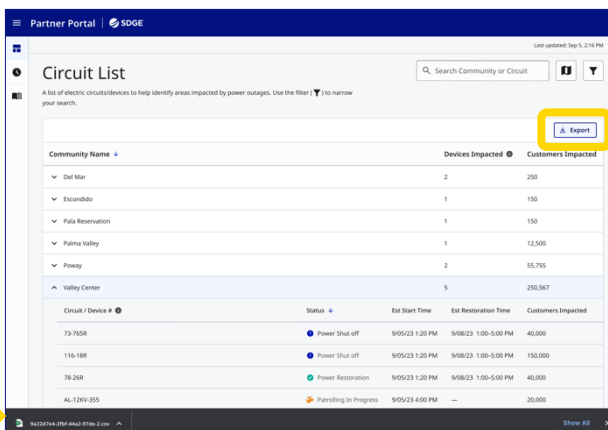 Partner Portal | SDGE
Last updated: Sep 5, 2:16 PM
Circuit List
Search Community or Circuit
A list of electric circuits/devices to help identify areas impacted by power outages. Use the filter ( ) to narrow
your search.
Export
Community Name Devices Impacted Customers Impacted
Del Mar 2 250
Escondido 1 150
Pala Reservation 1 150
Palma Valley 1 12,500
Poway 2 55,755
Valley Center 5 250,567
Circuit / Device # Status Est Start Time Est Restoration Time Customers Impacted
73-765R Power Shut off 9/05/23 1:20 PM 9/08/23 1:00–5:00 PM 40,000
116-18R Power Shut off 9/05/23 1:20 PM 9/08/23 1:00–5:00 PM 150,000
78-26R Power Restoration 9/05/23 1:20 PM 9/08/23 1:00–5:00 PM 40,000
AL-12KV-355 Patrolling In Progress 9/05/23 4:00 PM — 20,000
Show All